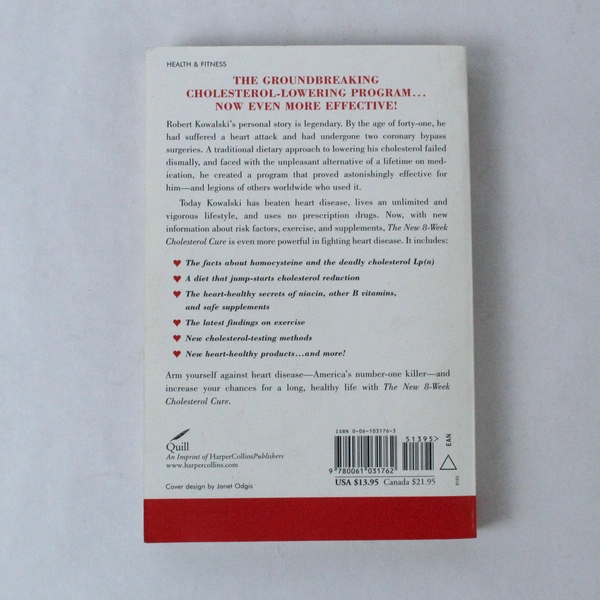 HEALTH & FITNESS
THE GROUNDBREAKING
CHOLESTEROL-LOWERING PROGRAM...
NOW EVEN MORE EFFECTIVE!
Robert Kowalski's personal story is legendary. By the age of forty-one, he
had suffered a heart attack and had undergone two coronary bypass
surgeries. A traditional dietary approach to lowering his cholesterol failed
dismally, and faced with the unpleasant alternative of a lifetime on med-
ication, he created a program that proved astonishingly effective for
him—and legions of others worldwide who used it.
Today Kowalski has beaten heart disease, lives an unlimited and
vigorous lifestyle, and uses no prescription drugs. Now, with new
information about risk factors, exercise, and supplements, The New 8-Week
Cholesterol Cure is even more powerful in fighting heart disease. It includes:
♥ The facts about homocysteine and the deadly cholesterol Lp(a)
♥ A diet that jump-starts cholesterol reduction
♥ The heart-healthy secrets of niacin, other B vitamins,
and safe supplements
♥ The latest findings on exercise
♥ New cholesterol-testing methods
♥ New heart-healthy products...and more!
Arm yourself against heart disease—America's number-one killer—and
increase your chances for a long, healthy life with The New 8-Week
Cholesterol Cure.
Quill
An Imprint of HarperCollinsPublishers
www.harpercollins.com
Cover design by Janet Odgis
ISBN 0-06-103176-3
51395>
EAN
9 780061 031762
USA $13.95 Canada $21.95